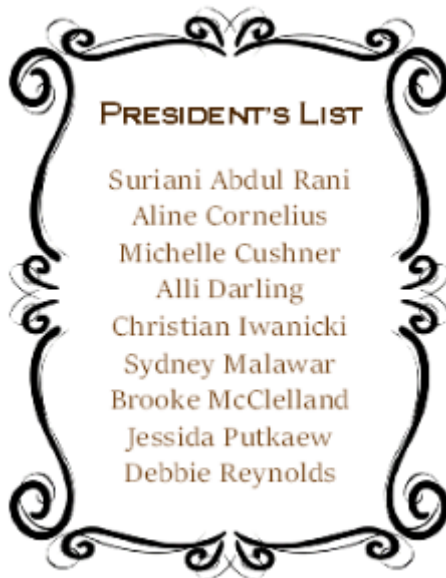 PRESIDENT'S LIST
Suriani Abdul Rani
Aline Cornelius
Michelle Cushner
Alli Darling
Christian Iwanicki
Sydney Malawar
Brooke McClelland
Jessida Putkaew
Debbie Reynolds